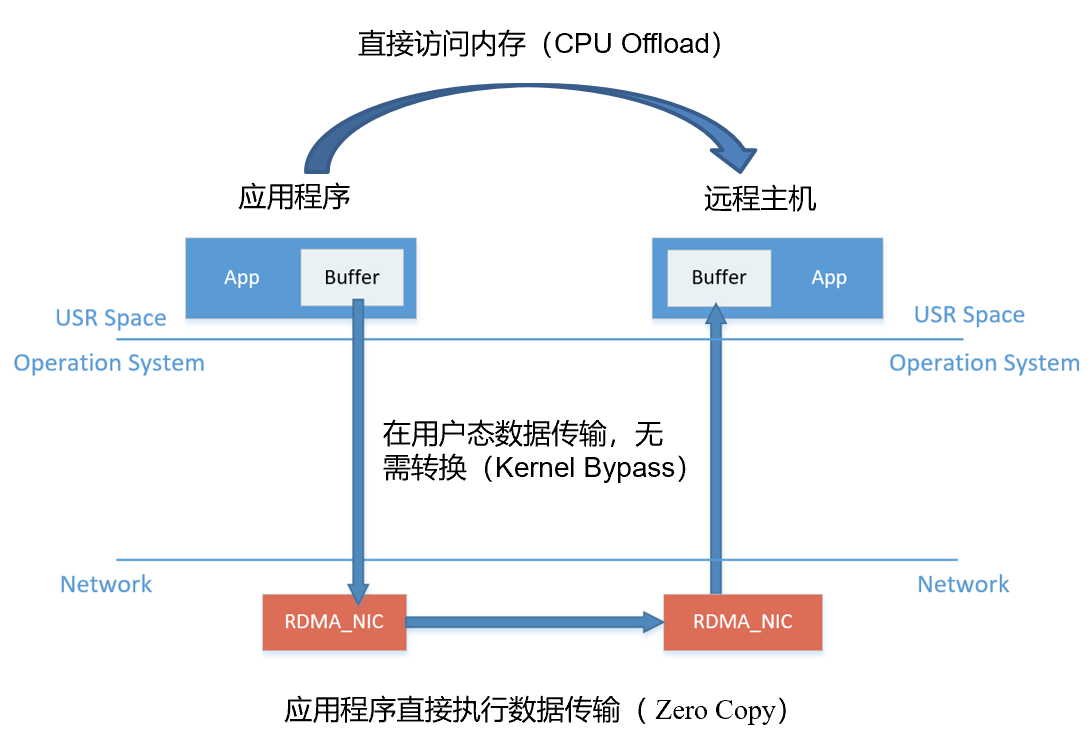 直接访问内存（CPU Offload）
应用程序
远程主机
App
Buffer
Buffer
App
USR Space
USR Space
Operation System
Operation System
在用户态数据传输，无
需转换（Kernel Bypass）
Network
Network
RDMA_NIC
RDMA_NIC
应用程序直接执行数据传输（ Zero Copy）